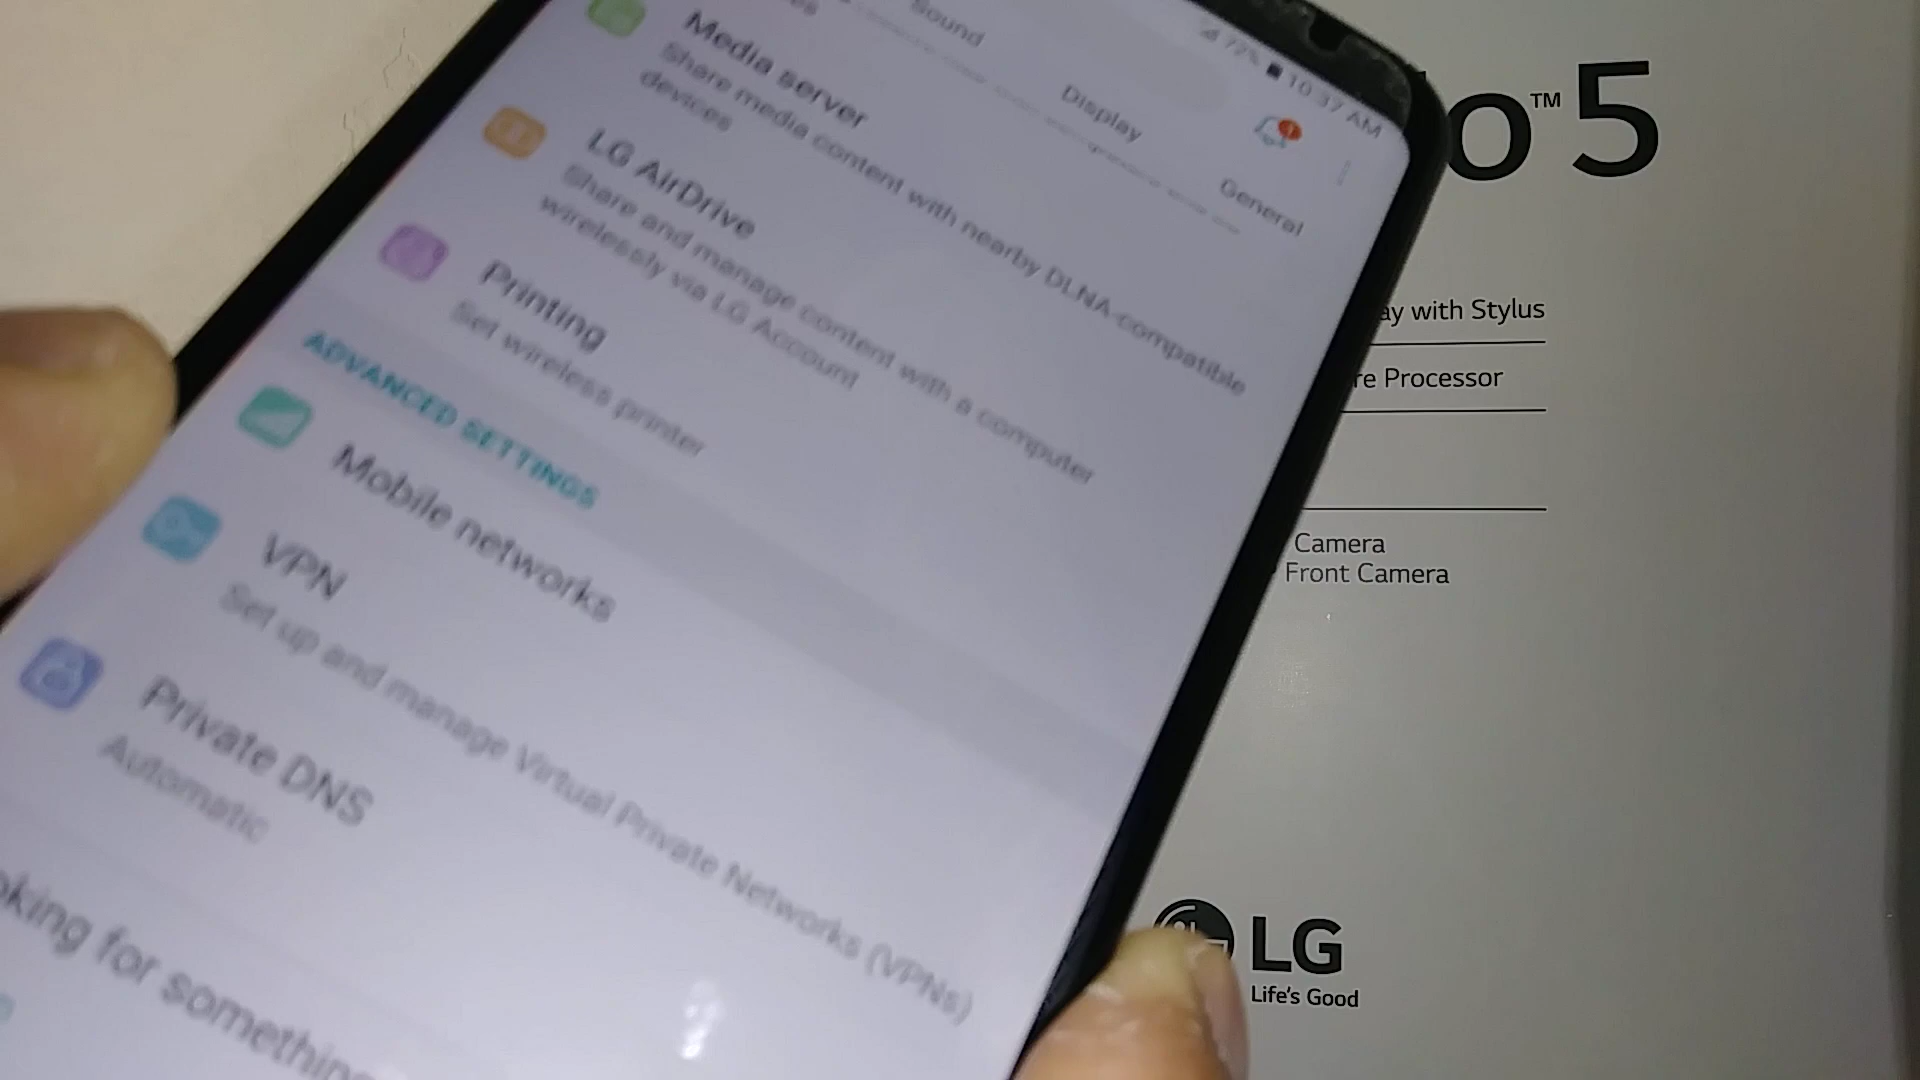 72% 10:37 AM
Sound
Display
General
Media server
Share media content with nearby DLNA-compatible
devices
LG AirDrive
Share and manage content with a computer
wirelessly via LG Account
Printing
Set wireless printer
ADVANCED SETTINGS
Mobile networks
VPN
Set up and manage Virtual Private Networks (VPNs)
Private DNS
Automatic
oking for something
o™5
ay with Stylus
re Processor
Camera
Front Camera
LG
Life's Good